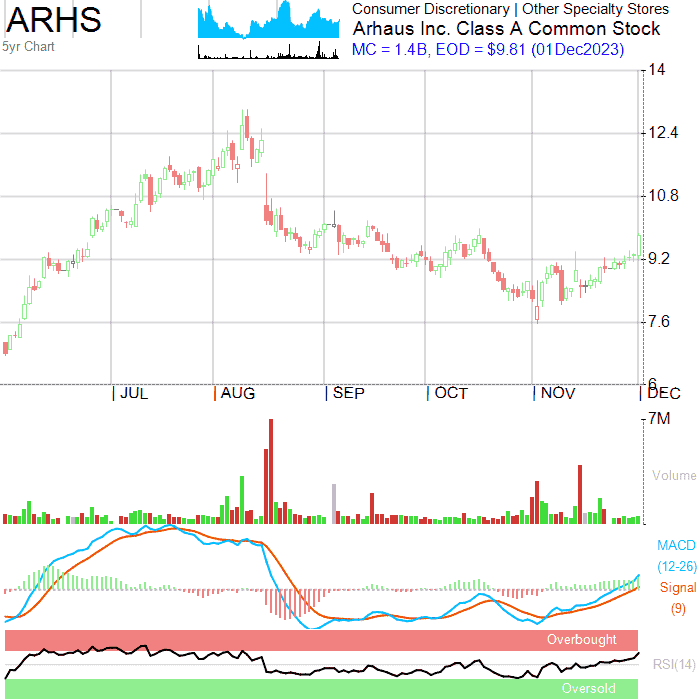 ARHS
5yr Chart
Consumer Discretionary | Other Specialty Stores
Arhaus Inc. Class A Common Stock
MC = 1.4B, EOD = $9.81 (01Dec2023)
14
12.4
10.8
9.2
7.6
6
JUL AUG SEP OCT NOV DEC
7M
Volume
MACD
(12-26)
Signal
(9)
Overbought
RSI(14)
Oversold